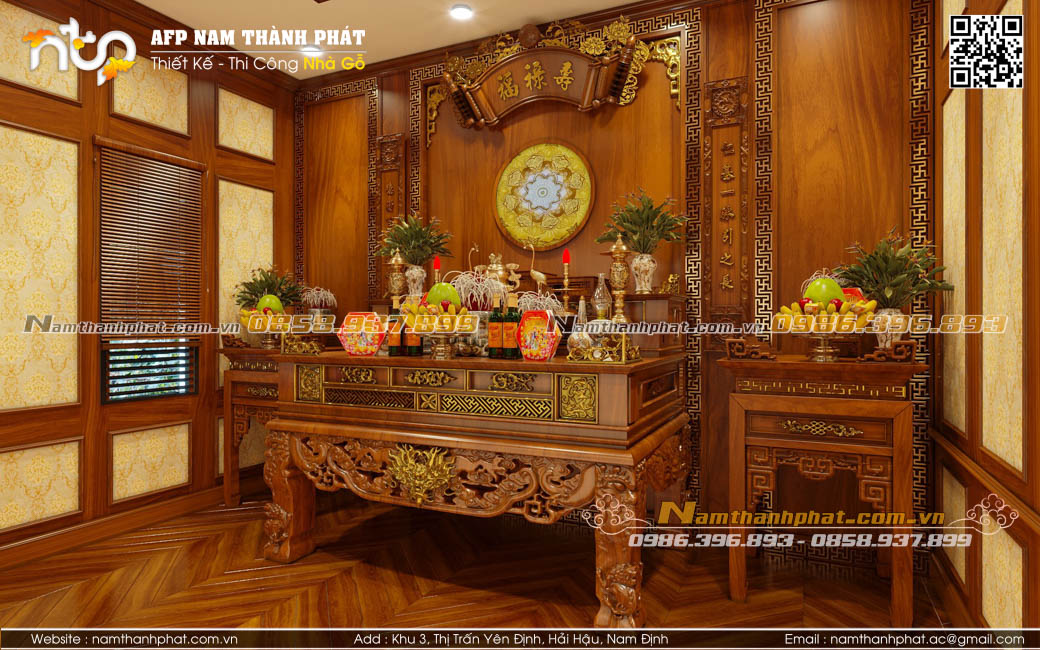 ntp AFP NAM THÀNH PHÁT
Thiết Kế - Thi Công Nhà Gỗ
福祿壽
Namthanhphat.com.vn 0858.937.899
Namthanhphat.com.vn 0986.396.893
Namthanhphat.com.vn
0986.396.893 - 0858.937.899
Website : namthanhphat.com.vn Add : Khu 3, Thị Trấn Yên Định, Hải Hậu, Nam Định Email : namthanhphat.ac@gmail.com